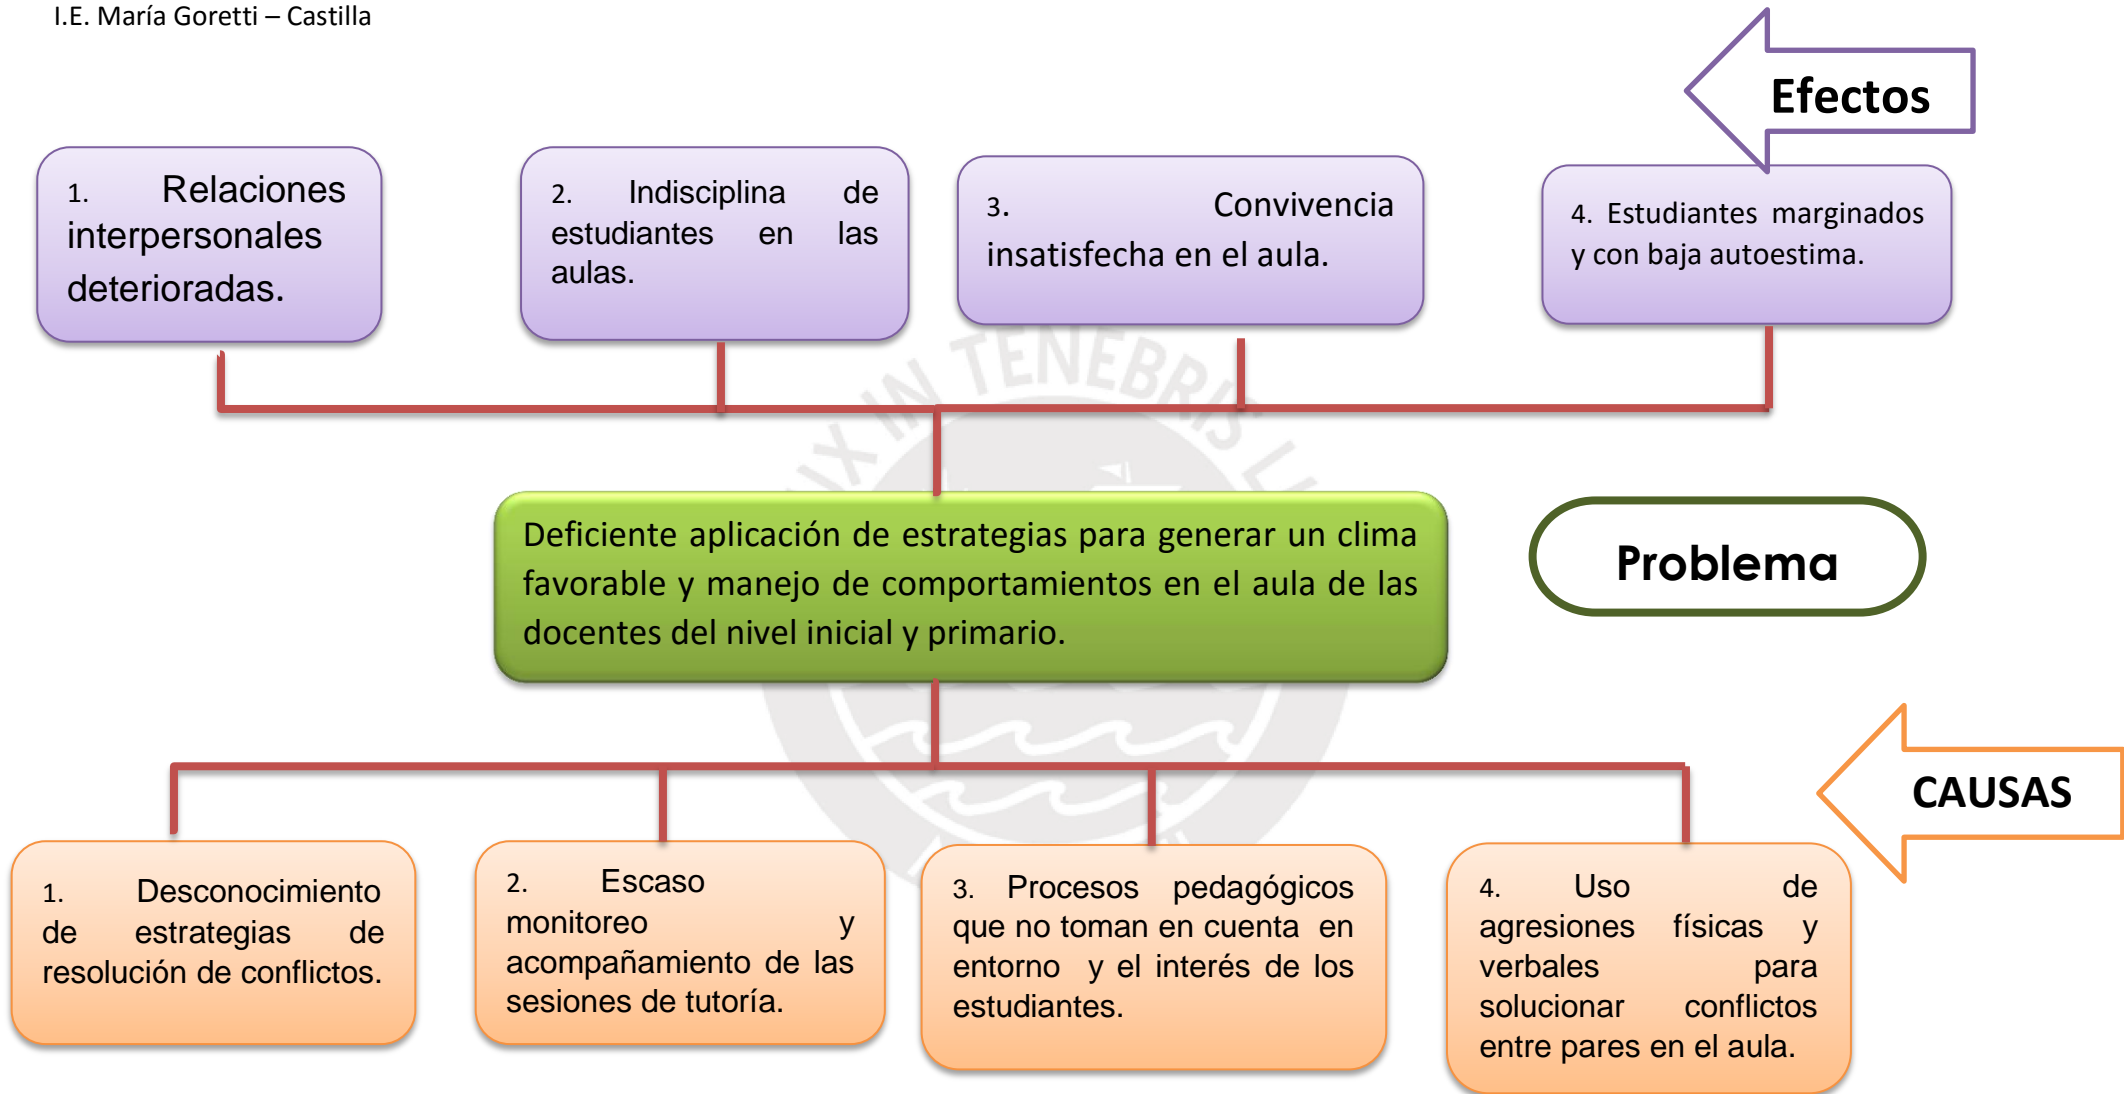 I.E. María Goretti – Castilla
Efectos
1. Relaciones
interpersonales
deterioradas.
2. Indisciplina de
estudiantes en las
aulas.
3. Convivencia
insatisfecha en el aula.
4. Estudiantes marginados
y con baja autoestima.
TENEBRIS
Deficiente aplicación de estrategias para generar un clima
favorable y manejo de comportamientos en el aula de las
docentes del nivel inicial y primario.
Problema
CAUSAS
1. Desconocimiento
de estrategias de
resolución de conflictos.
2. Escaso
monitoreo y
acompañamiento de las
sesiones de tutoría.
3. Procesos pedagógicos
que no toman en cuenta en
entorno y el interés de los
estudiantes.
4. Uso de
agresiones físicas y
verbales para
solucionar conflictos
entre pares en el aula.